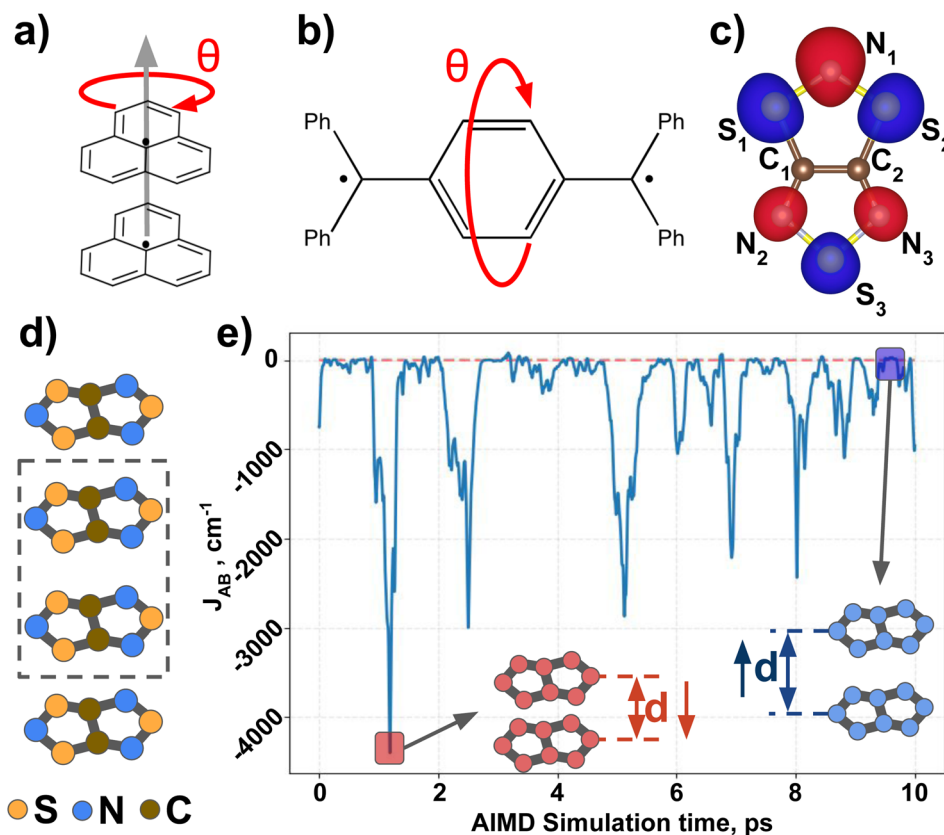 a)
θ
b)
θ
Ph
Ph
Ph
Ph
c)
N1
S1
S2
C1
C2
N2
N3
S3
d)
S N C
e)
0
-1000
-2000
-3000
-4000
JAB, cm-1
d
d
0 2 4 6 8 10
AIMD Simulation time, ps